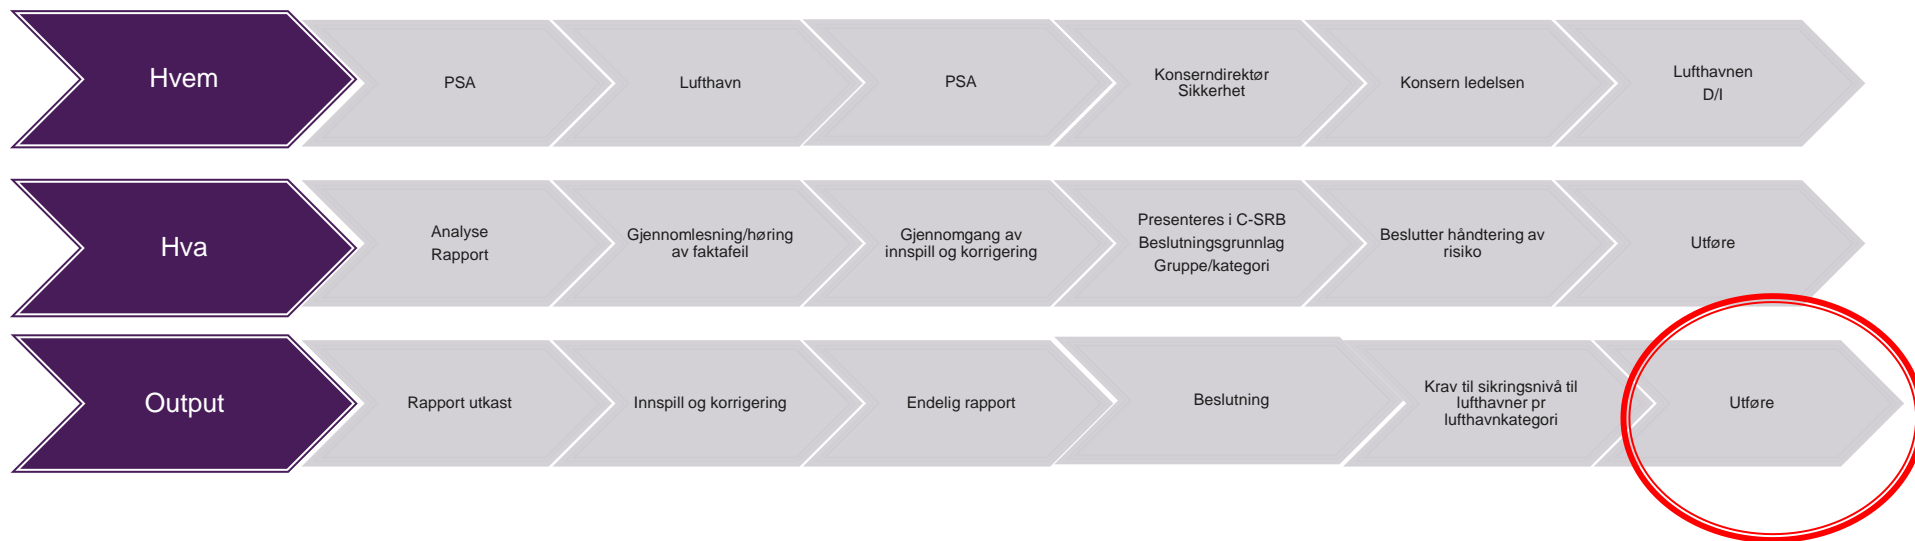 Hvem
PSA
Lufthavn
PSA
Konserndirektør
Sikkerhet
Konsern ledelsen
Lufthavnen
D/I
Hva
Analyse
Rapport
Gjennomlesning/høring
av faktafeil
Gjennomgang av
innspill og korrigering
Presenteres i C-SRB
Beslutningsgrunnlag
Gruppe/kategori
Beslutter håndtering av
risiko
Utføre
Output
Rapport utkast
Innspill og korrigering
Endelig rapport
Beslutning
Krav til sikringsnivå til
lufthavner pr
lufthavnkategori
Utføre